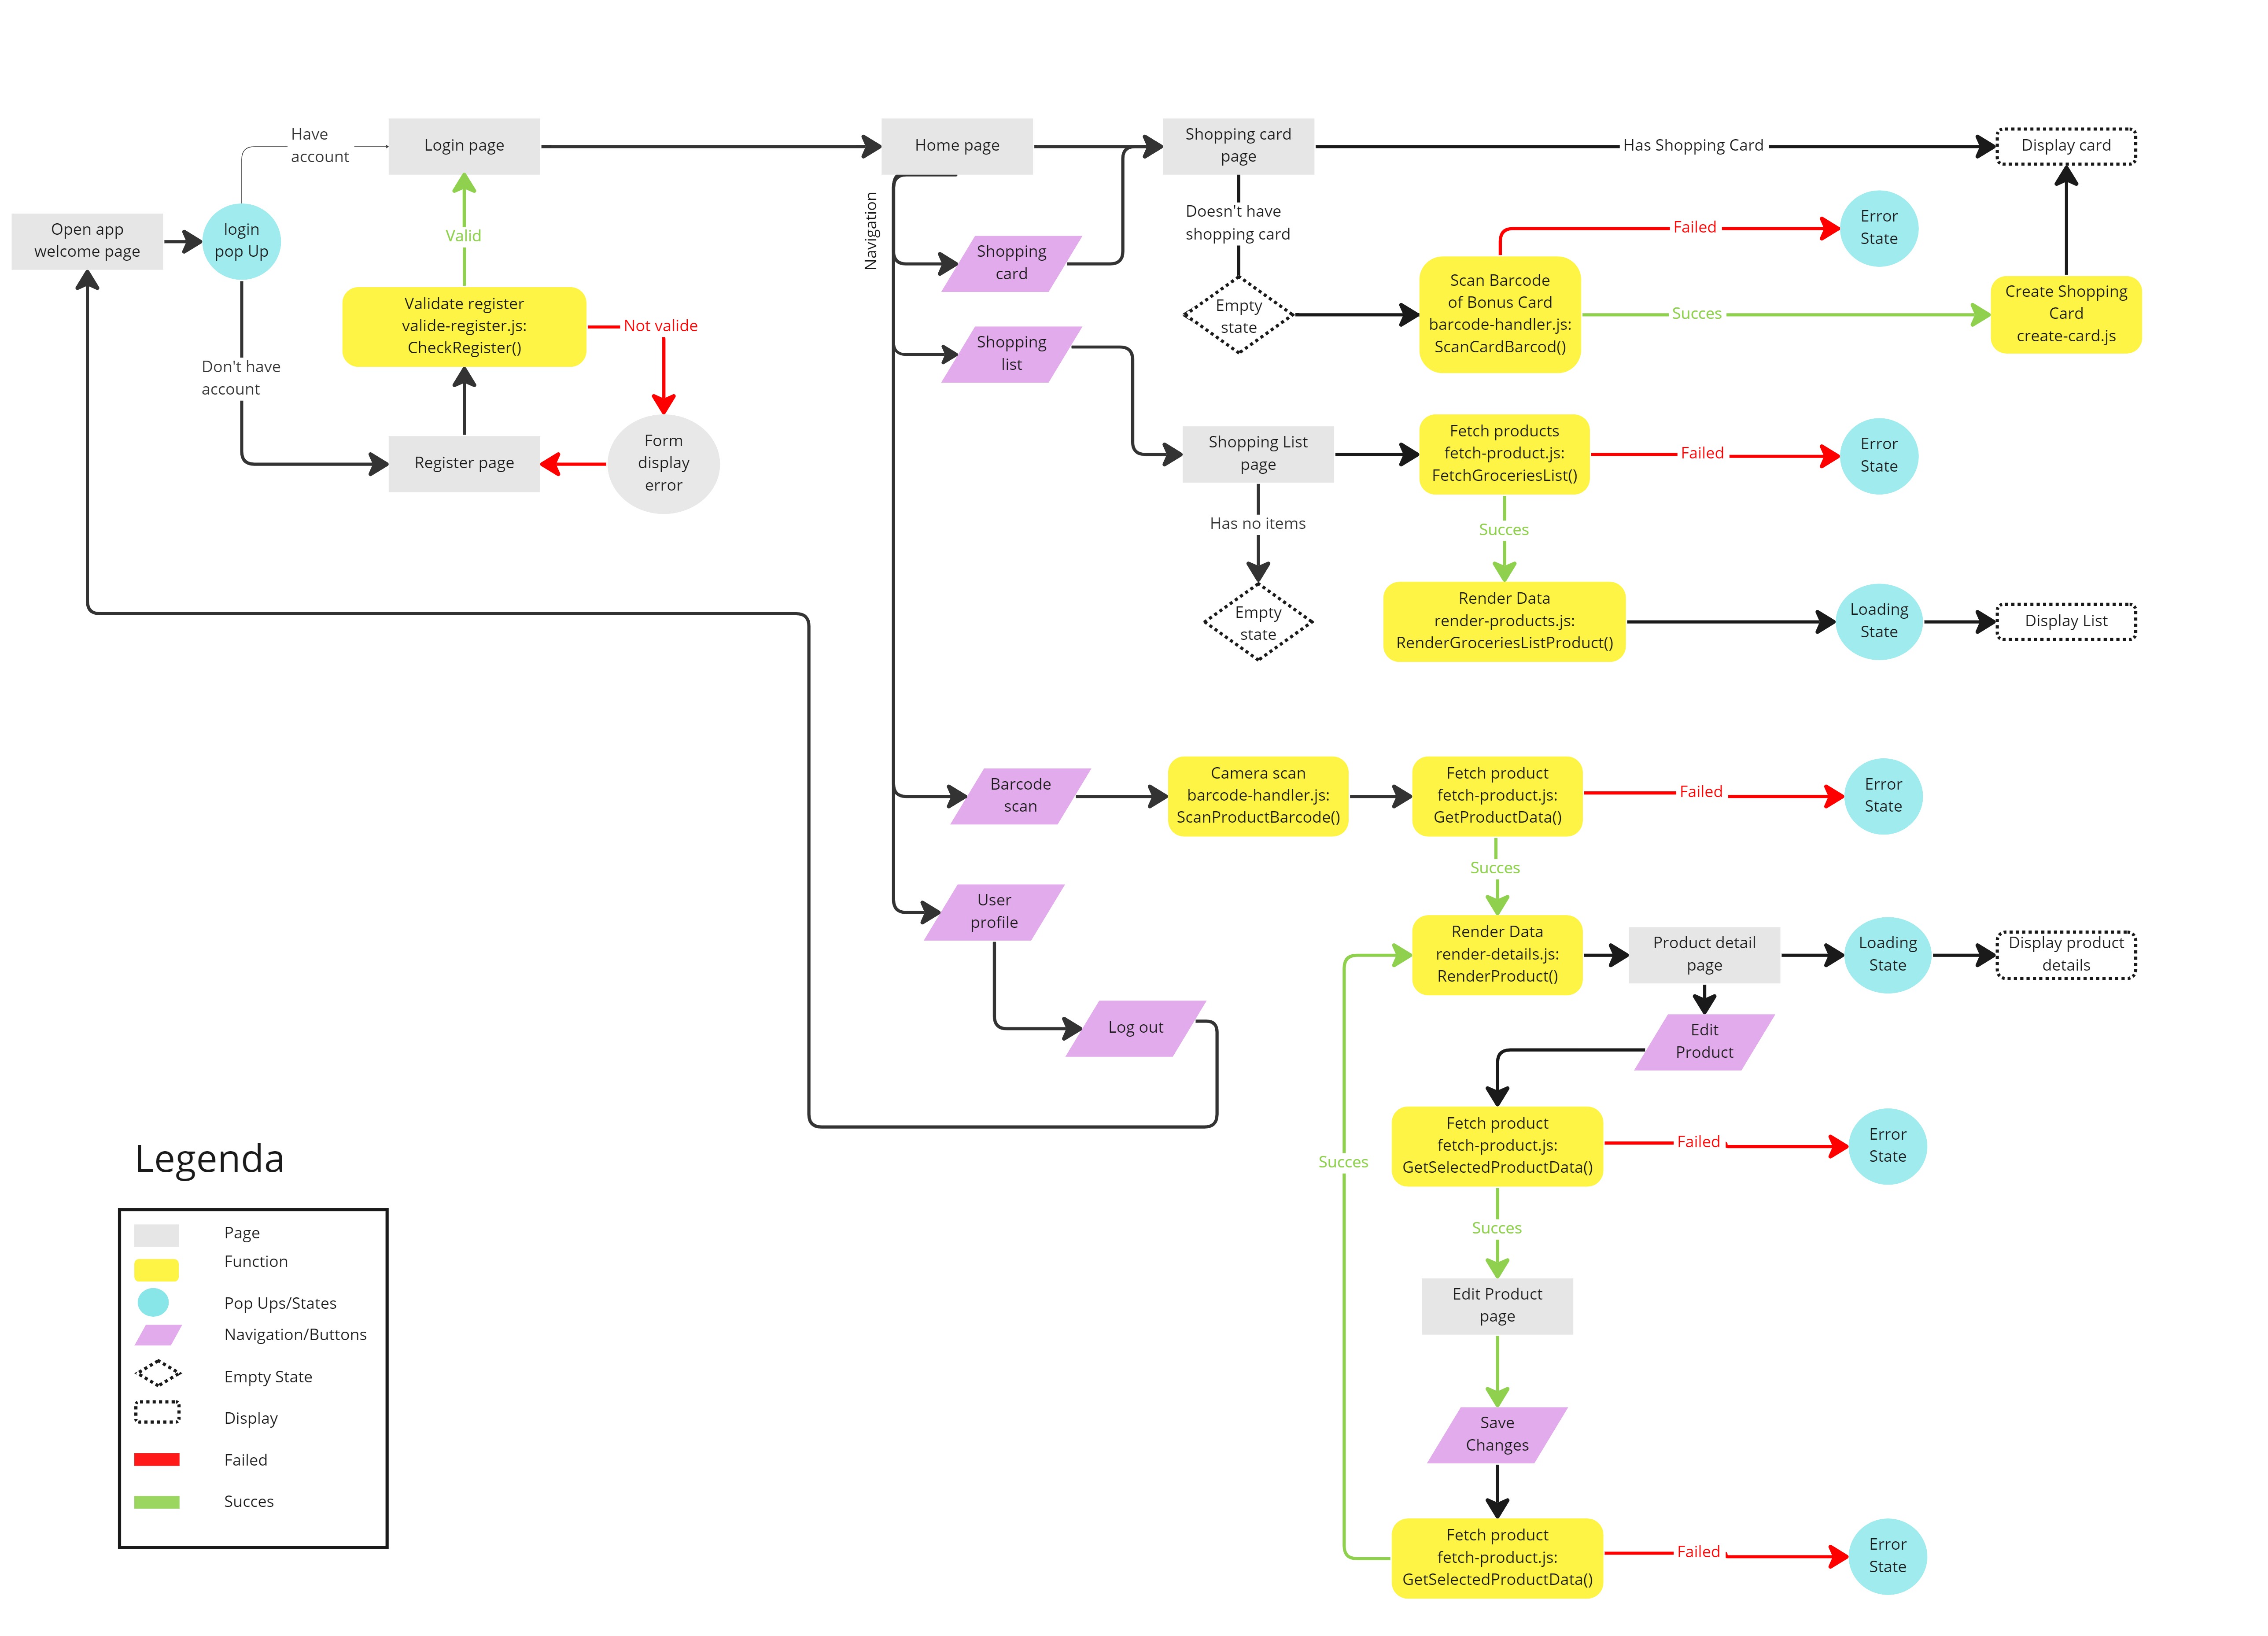 Have
account
Login page
Home page
Shopping card
page
Has Shopping Card
Display card
Open app
welcome page
login
pop Up
Valid
Navigation
Shopping
card
Doesn't have
shopping card
Failed
Error
State
Validate register
valide-register.js:
CheckRegister()
Not valide
Empty
state
Scan Barcode
of Bonus Card
barcode-handler.js:
ScanCardBarcod()
Succes
Create Shopping
Card
create-card.js
Don't have
account
Shopping
list
Register page
Form
display
error
Shopping List
page
Fetch products
fetch-product.js:
FetchGroceriesList()
Failed
Error
State
Has no items
Succes
Empty
state
Render Data
render-products.js:
RenderGroceriesListProduct()
Loading
State
Display List
Barcode
scan
Camera scan
barcode-handler.js:
ScanProductBarcode()
Fetch product
fetch-product.js:
GetProductData()
Failed
Error
State
Succes
User
profile
Render Data
render-details.js:
RenderProduct()
Product detail
page
Loading
State
Display product
details
Log out
Edit
Product
Fetch product
fetch-product.js:
GetSelectedProductData()
Failed
Error
State
Succes
Succes
Edit Product
page
Save
Changes
Fetch product
fetch-product.js:
GetSelectedProductData()
Failed
Error
State
Legenda
Page
Function
Pop Ups/States
Navigation/Buttons
Empty State
Display
Failed
Succes